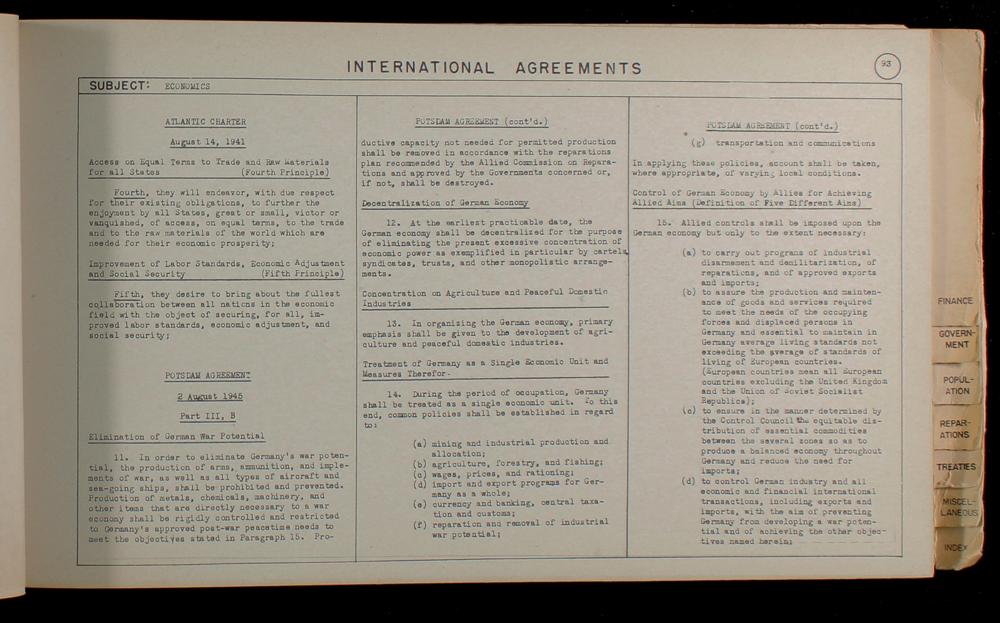 INTERNATIONAL AGREEMENTS
93
SUBJECT: ECONOMICS
ATLANTIC CHARTER
August 14, 1941
Access on Equal Terms to Trade and Raw Materials
for all States (Fourth Principle)
Fourth, they will endeavor, with due respect
for their existing obligations, to further the
enjoyment by all States, great or small, victor or
vanquished, of access, on equal terms, to the trade
and to the raw materials of the world which are
needed for their economic prosperity;
Improvement of Labor Standards, Economic Adjustment
and Social Security (Fifth Principle)
Fifth, they desire to bring about the fullest
collaboration between all nations in the economic
field with the object of securing, for all, im-
proved labor standards, economic adjustment, and
social security;
POTSDAM AGREEMENT
2 August 1945
Part III, B
Elimination of German War Potential
11. In order to eliminate Germany's war poten-
tial, the production of arms, ammunition, and imple-
ments of war, as well as all types of aircraft and
sea-going ships, shall be prohibited and prevented.
Production of metals, chemicals, machinery, and
other items that are directly necessary to a war
economy shall be rigidly controlled and restricted
to Germany's approved post-war peacetime needs to
meet the objectives stated in Paragraph 15. Pro-
POTSDAM AGREEMENT (cont'd.)
ductive capacity not needed for permitted production
shall be removed in accordance with the reparations
plan recommended by the Allied Commission on Repara-
tions and approved by the Governments concerned or,
if not, shall be destroyed.
Decentralization of German Economy
12. At the earliest practicable date, the
German economy shall be decentralized for the purpose
of eliminating the present excessive concentration of
economic power as exemplified in particular by cartels,
syndicates, trusts, and other monopolistic arrange-
ments.
Concentration on Agriculture and Peaceful Domestic
Industries
13. In organizing the German economy, primary
emphasis shall be given to the development of agri-
culture and peaceful domestic industries.
Treatment of Germany as a Single Economic Unit and
Measures Therefor
14. During the period of occupation, Germany
shall be treated as a single economic unit. To this
end, common policies shall be established in regard
to:
(a) mining and industrial production and
allocation;
(b) agriculture, forestry, and fishing;
(c) wages, prices, and rationing;
(d) import and export programs for Ger-
many as a whole;
(e) currency and banking, central taxa-
tion and customs;
(f) reparation and removal of industrial
war potential;
POTSDAM AGREEMENT (cont'd.)
(g) transportation and communications
In applying these policies, account shall be taken,
where appropriate, of varying local conditions.
Control of German Economy by Allies for Achieving
Allied Aims (Definition of Five Different Aims)
15. Allied controls shall be imposed upon the
German economy but only to the extent necessary:
(a) to carry out programs of industrial
disarmament and demilitarization, of
reparations, and of approved exports
and imports;
(b) to assure the production and mainten-
ance of goods and services required
to meet the needs of the occupying
forces and displaced persons in
Germany and essential to maintain in
Germany average living standards not
exceeding the average of standards of
living of European countries.
(European countries mean all European
countries excluding the United Kingdom
and the Union of Soviet Socialist
Republics);
(c) to ensure in the manner determined by
the Control Council the equitable dis-
tribution of essential commodities
between the several zones so as to
produce a balanced economy throughout
Germany and reduce the need for
imports;
(d) to control German industry and all
economic and financial international
transactions, including exports and
imports, with the aim of preventing
Germany from developing a war poten-
tial and of achieving the other objec-
tives named herein;
FINANCE
GOVERN-
MENT
POPUL-
ATION
REPAR-
ATIONS
TREATIES
MISCEL-
LANEOUS
INDEX